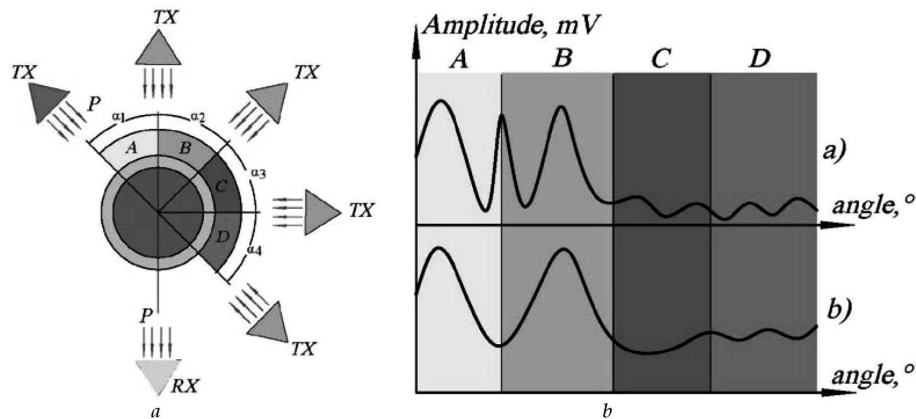 TX
TX
TX
P
α1
α2
A
B
α3
C
TX
D
α4
P
TX
RX
a
Amplitude, mV
A B C D
a)
angle,°
b)
angle,°
b